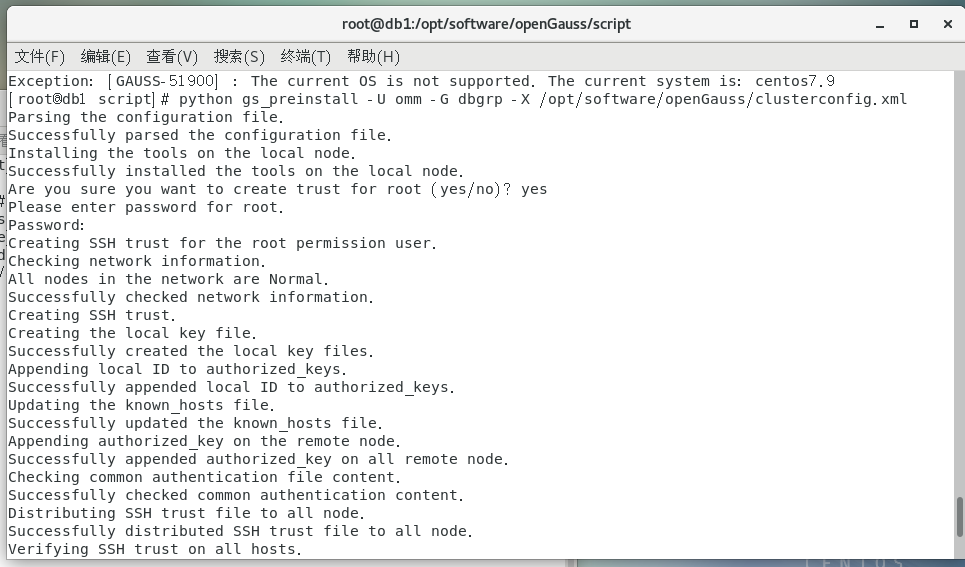 root@db1:/opt/software/openGauss/script
文件(F) 编辑(E) 查看(V) 搜索(S) 终端(T) 帮助(H)
Exception: [GAUSS-51900] : The current OS is not supported. The current system is: centos7.9
[root@db1 script]# python gs_preinstall -U omm -G dbgrp -X /opt/software/openGauss/clusterconfig.xml
Parsing the configuration file.
Successfully parsed the configuration file.
Installing the tools on the local node.
Successfully installed the tools on the local node.
Are you sure you want to create trust for root (yes/no)? yes
Please enter password for root.
Password:
Creating SSH trust for the root permission user.
Checking network information.
All nodes in the network are Normal.
Successfully checked network information.
Creating SSH trust.
Creating the local key file.
Successfully created the local key files.
Appending local ID to authorized_keys.
Successfully appended local ID to authorized_keys.
Updating the known_hosts file.
Successfully updated the known_hosts file.
Appending authorized_key on the remote node.
Successfully appended authorized_key on all remote node.
Checking common authentication file content.
Successfully checked common authentication content.
Distributing SSH trust file to all node.
Successfully distributed SSH trust file to all node.
Verifying SSH trust on all hosts.